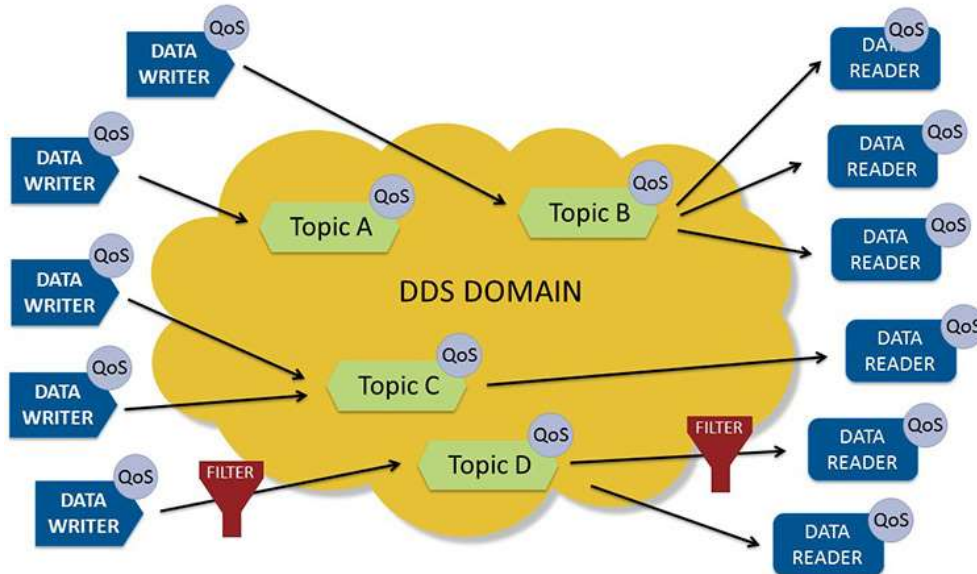 QoS
DATA
WRITER
QoS
DATA
READER
QoS
DATA
WRITER
QoS
Topic A
QoS
Topic B
QoS
DATA
READER
QoS
DATA
READER
QoS
DATA
WRITER
DDS DOMAIN
QoS
DATA
READER
QoS
DATA
WRITER
QoS
Topic C
QoS
DATA
WRITER
FILTER
QoS
Topic D
FILTER
QoS
DATA
READER
QoS
DATA
READER